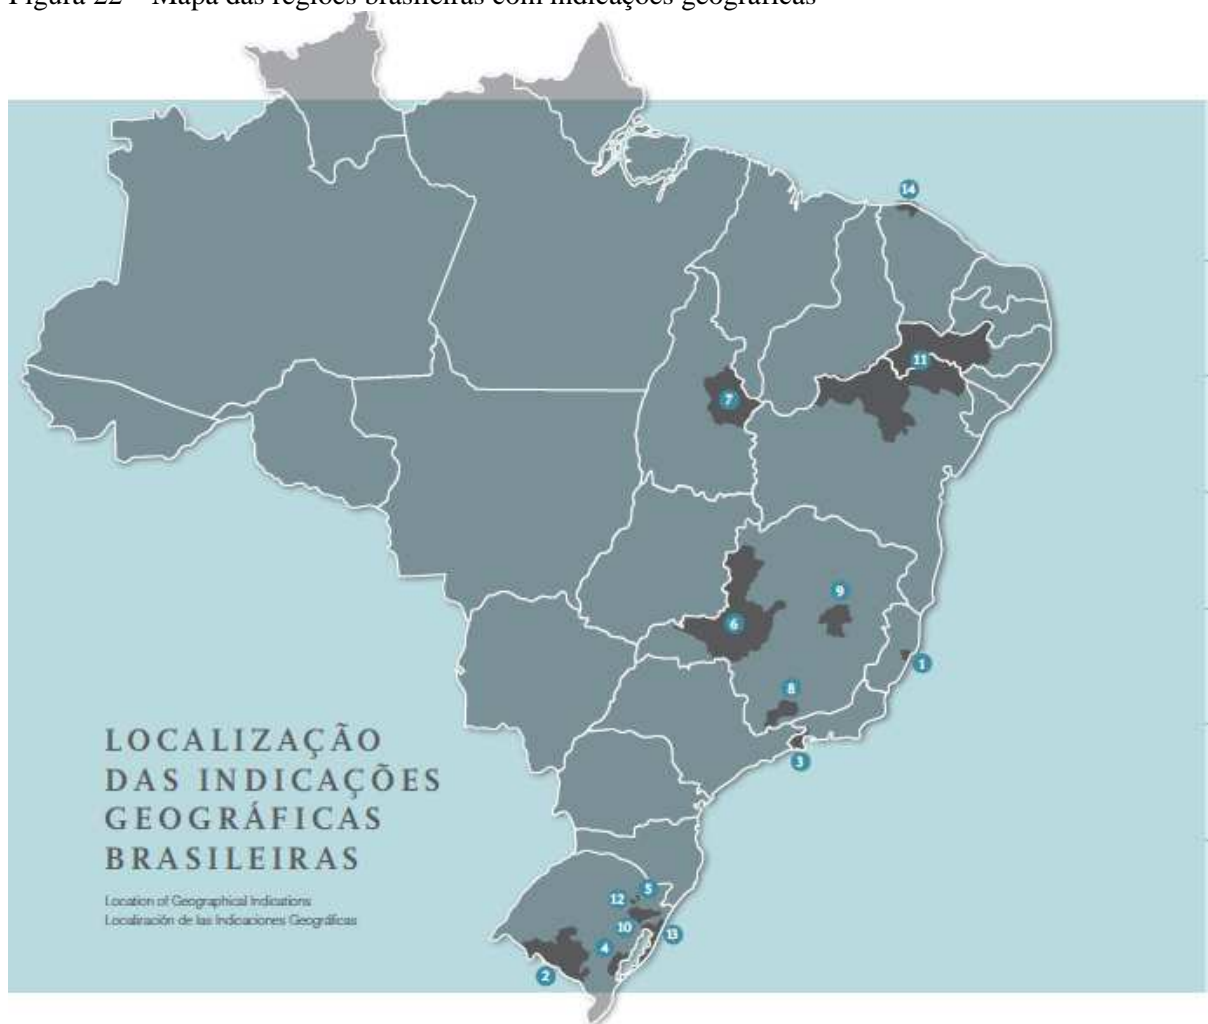 Figura 22 – Mapa das regiões brasileiras com indicações geográficas
14
11
7
9
6
1
8
3
LOCALIZAÇÃO
DAS INDICAÇÕES
GEOGRÁFICAS
BRASILEIRAS
Location of Geographical Indications
Localiración de las Indicaciones Geográficas
5
12
10
13
4
2